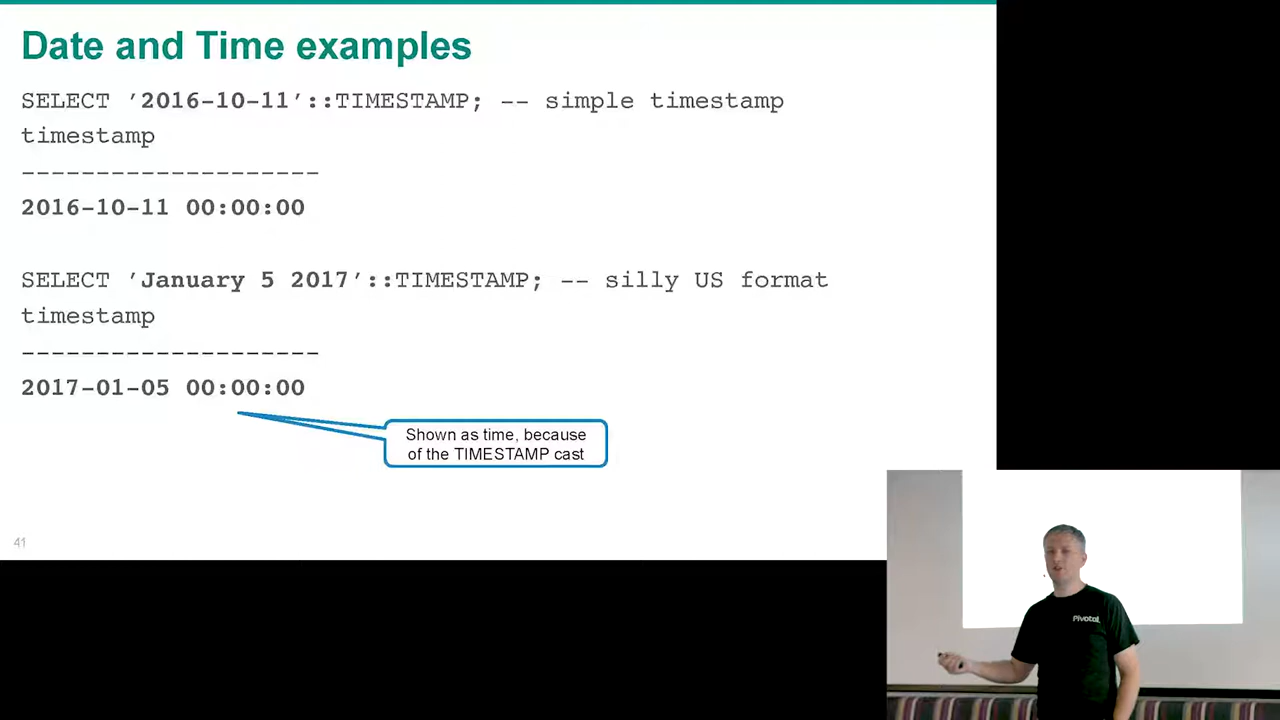 Date and Time examples
SELECT ’2016-10-11’::TIMESTAMP; -- simple timestamp
timestamp
--------------------
2016-10-11 00:00:00
SELECT ’January 5 2017’::TIMESTAMP; -- silly US format
timestamp
--------------------
2017-01-05 00:00:00
Shown as time, because
of the TIMESTAMP cast
41
Pivotal